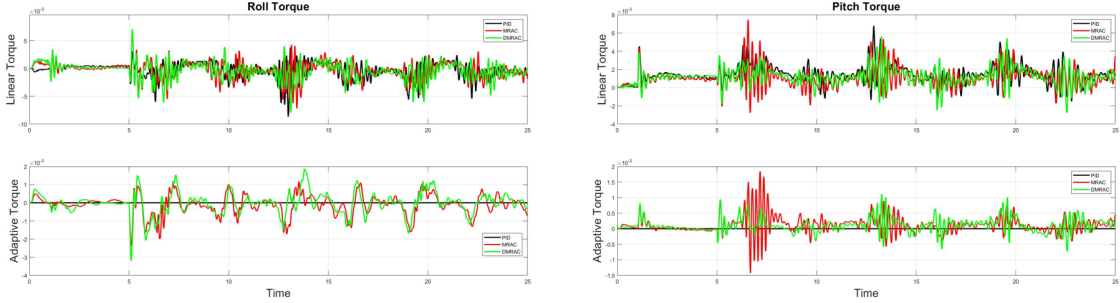 Roll Torque
×10⁻³
5
0
-5
-10
Linear Torque
PID
MRAC
DMRAC
0
5
10
15
20
25
×10⁻³
2
1
0
-1
-2
-3
-4
Adaptive Torque
PID
MRAC
DMRAC
0
5
10
15
20
25
Time
Pitch Torque
×10⁻³
8
6
4
2
0
-2
-4
Linear Torque
PID
MRAC
DMRAC
0
5
10
15
20
25
×10⁻³
2
1.5
1
0.5
0
-0.5
-1
-1.5
Adaptive Torque
PID
MRAC
DMRAC
0
5
10
15
20
25
Time